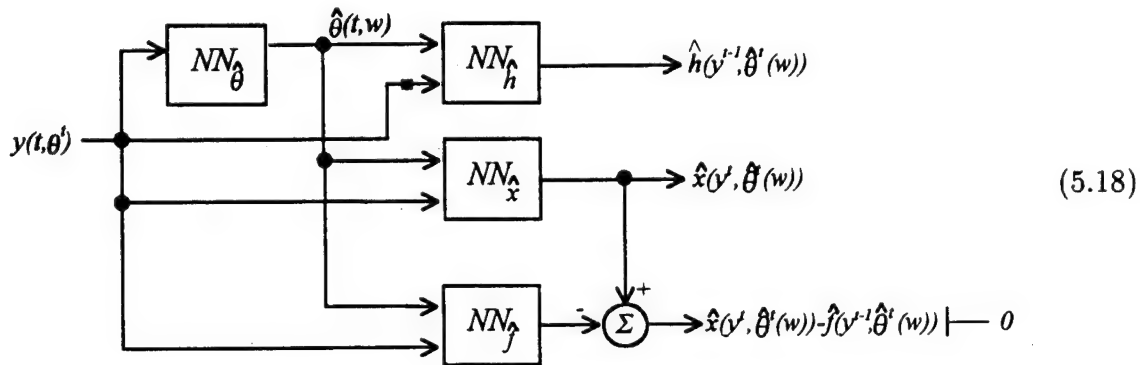 θ̂(t,w)
NN_θ̂
NN_ĥ
ĥ(y^{t-1},θ̂^t(w))
y(t,θ^t)
NN_x̂
x̂(y^t,θ̂^t(w))
(5.18)
NN_f̂
- + Σ
x̂(y^t,θ̂^t(w))-f̂(y^{t-1},θ̂^t(w)) 0